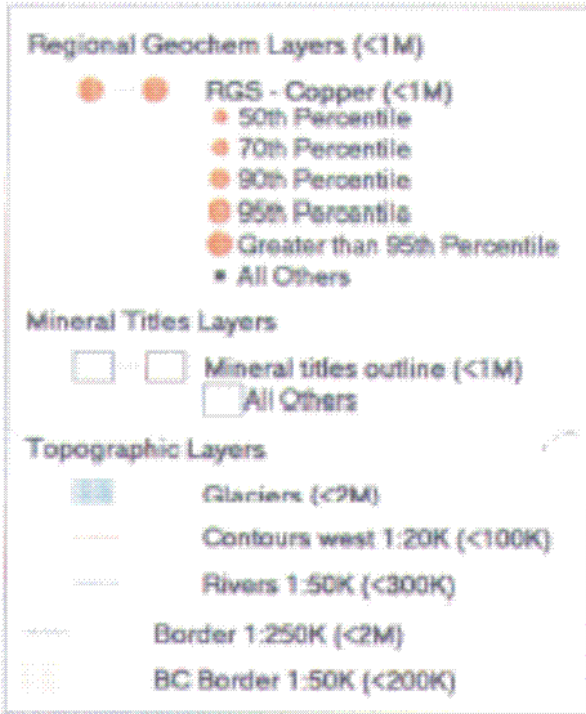 Regional Geochem Layers (<1M)
RGS - Copper (<1M)
50th Percentile
70th Percentile
90th Percentile
95th Percentile
Greater than 95th Percentile
All Others
Mineral Titles Layers
Mineral titles outline (<1M)
All Others
Topographic Layers
Glaciers (<2M)
Contours west 1:20K (<100K)
Rivers 1:50K (<300K)
Border 1:250K (<2M)
BC Border 1:50K (<200K)